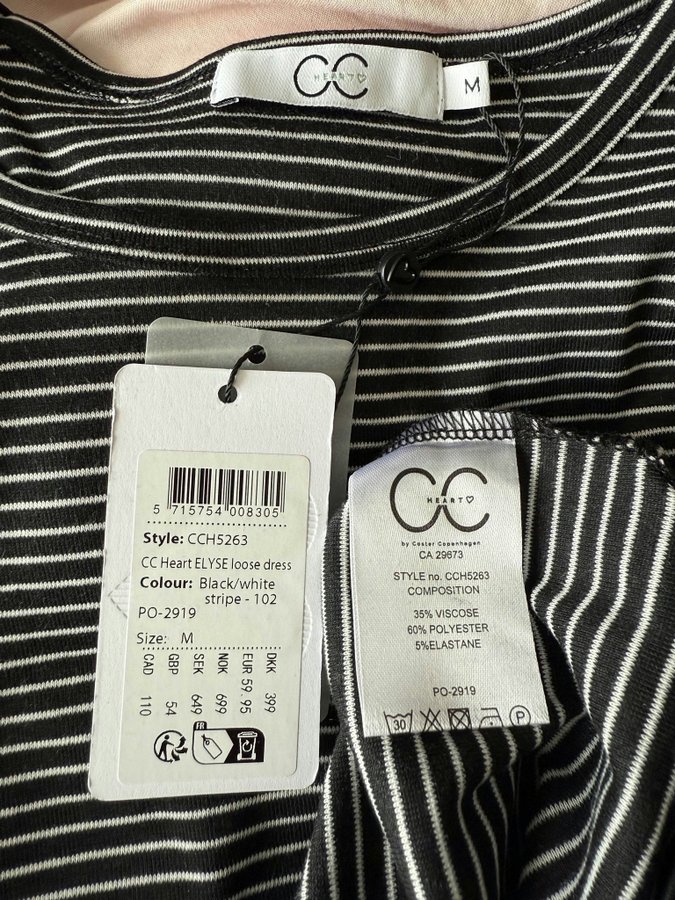 CC
HEART
M
5 715754 008305
Style: CCH5263
CC Heart ELYSE loose dress
Colour: Black/white
stripe - 102
PO-2919
Size: M
DKK 399
EUR 59.95
NOK 699
SEK 649
GBP 54
CAD 110
FR
CC
HEART
by Coster Copenhagen
CA 29673
STYLE no. CCH5263
COMPOSITION
35% VISCOSE
60% POLYESTER
5%ELASTANE
PO-2919
30
P